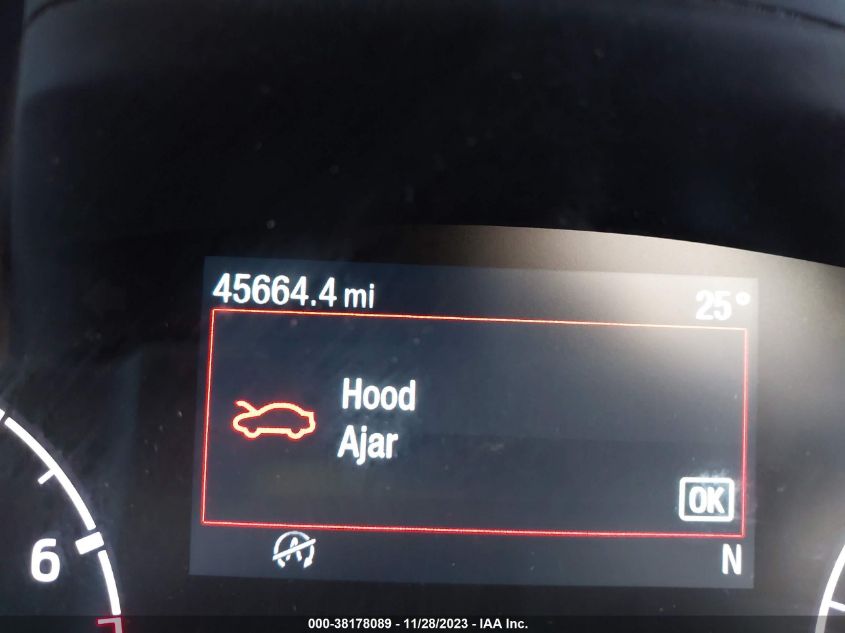 45664.4 mi 25°
Hood
Ajar
OK
A N
6
000-38178089 - 11/28/2023 - IAA Inc.